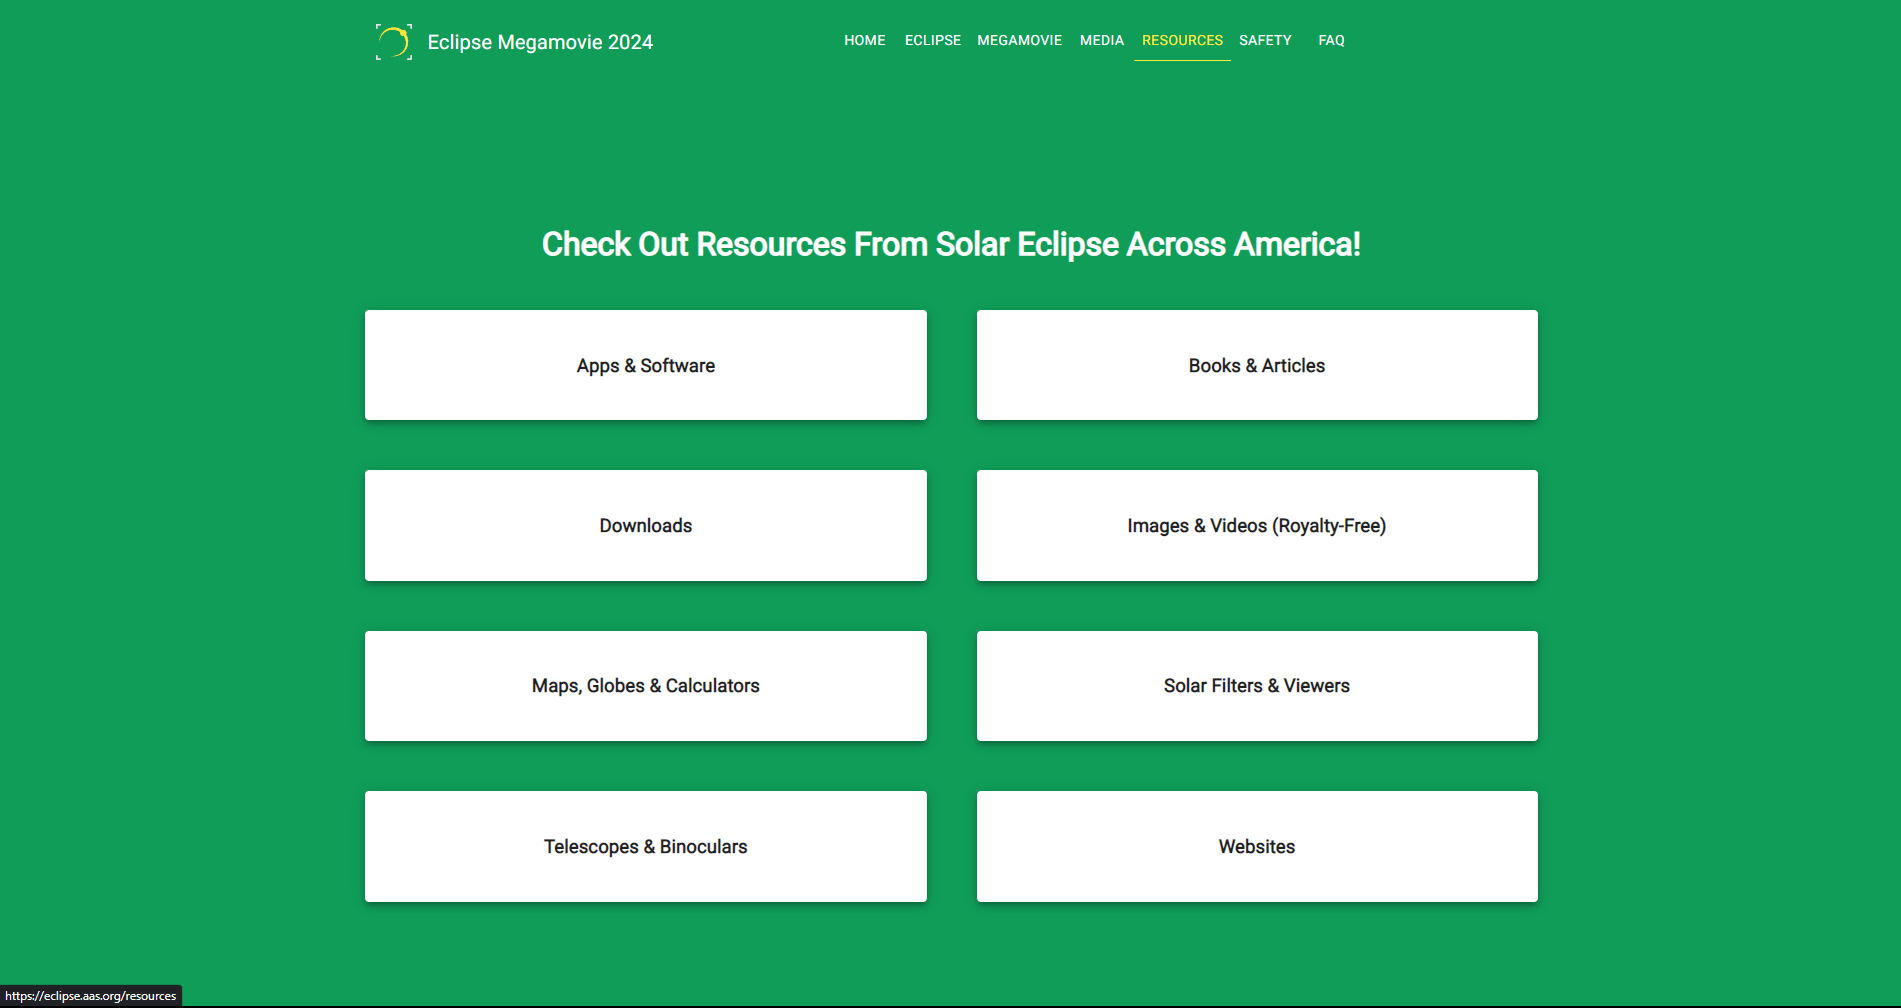 Eclipse Megamovie 2024
HOME ECLIPSE MEGAMOVIE MEDIA RESOURCES SAFETY FAQ
Check Out Resources From Solar Eclipse Across America!
Apps & Software
Books & Articles
Downloads
Images & Videos (Royalty-Free)
Maps, Globes & Calculators
Solar Filters & Viewers
Telescopes & Binoculars
Websites
https://eclipse.aas.org/resources